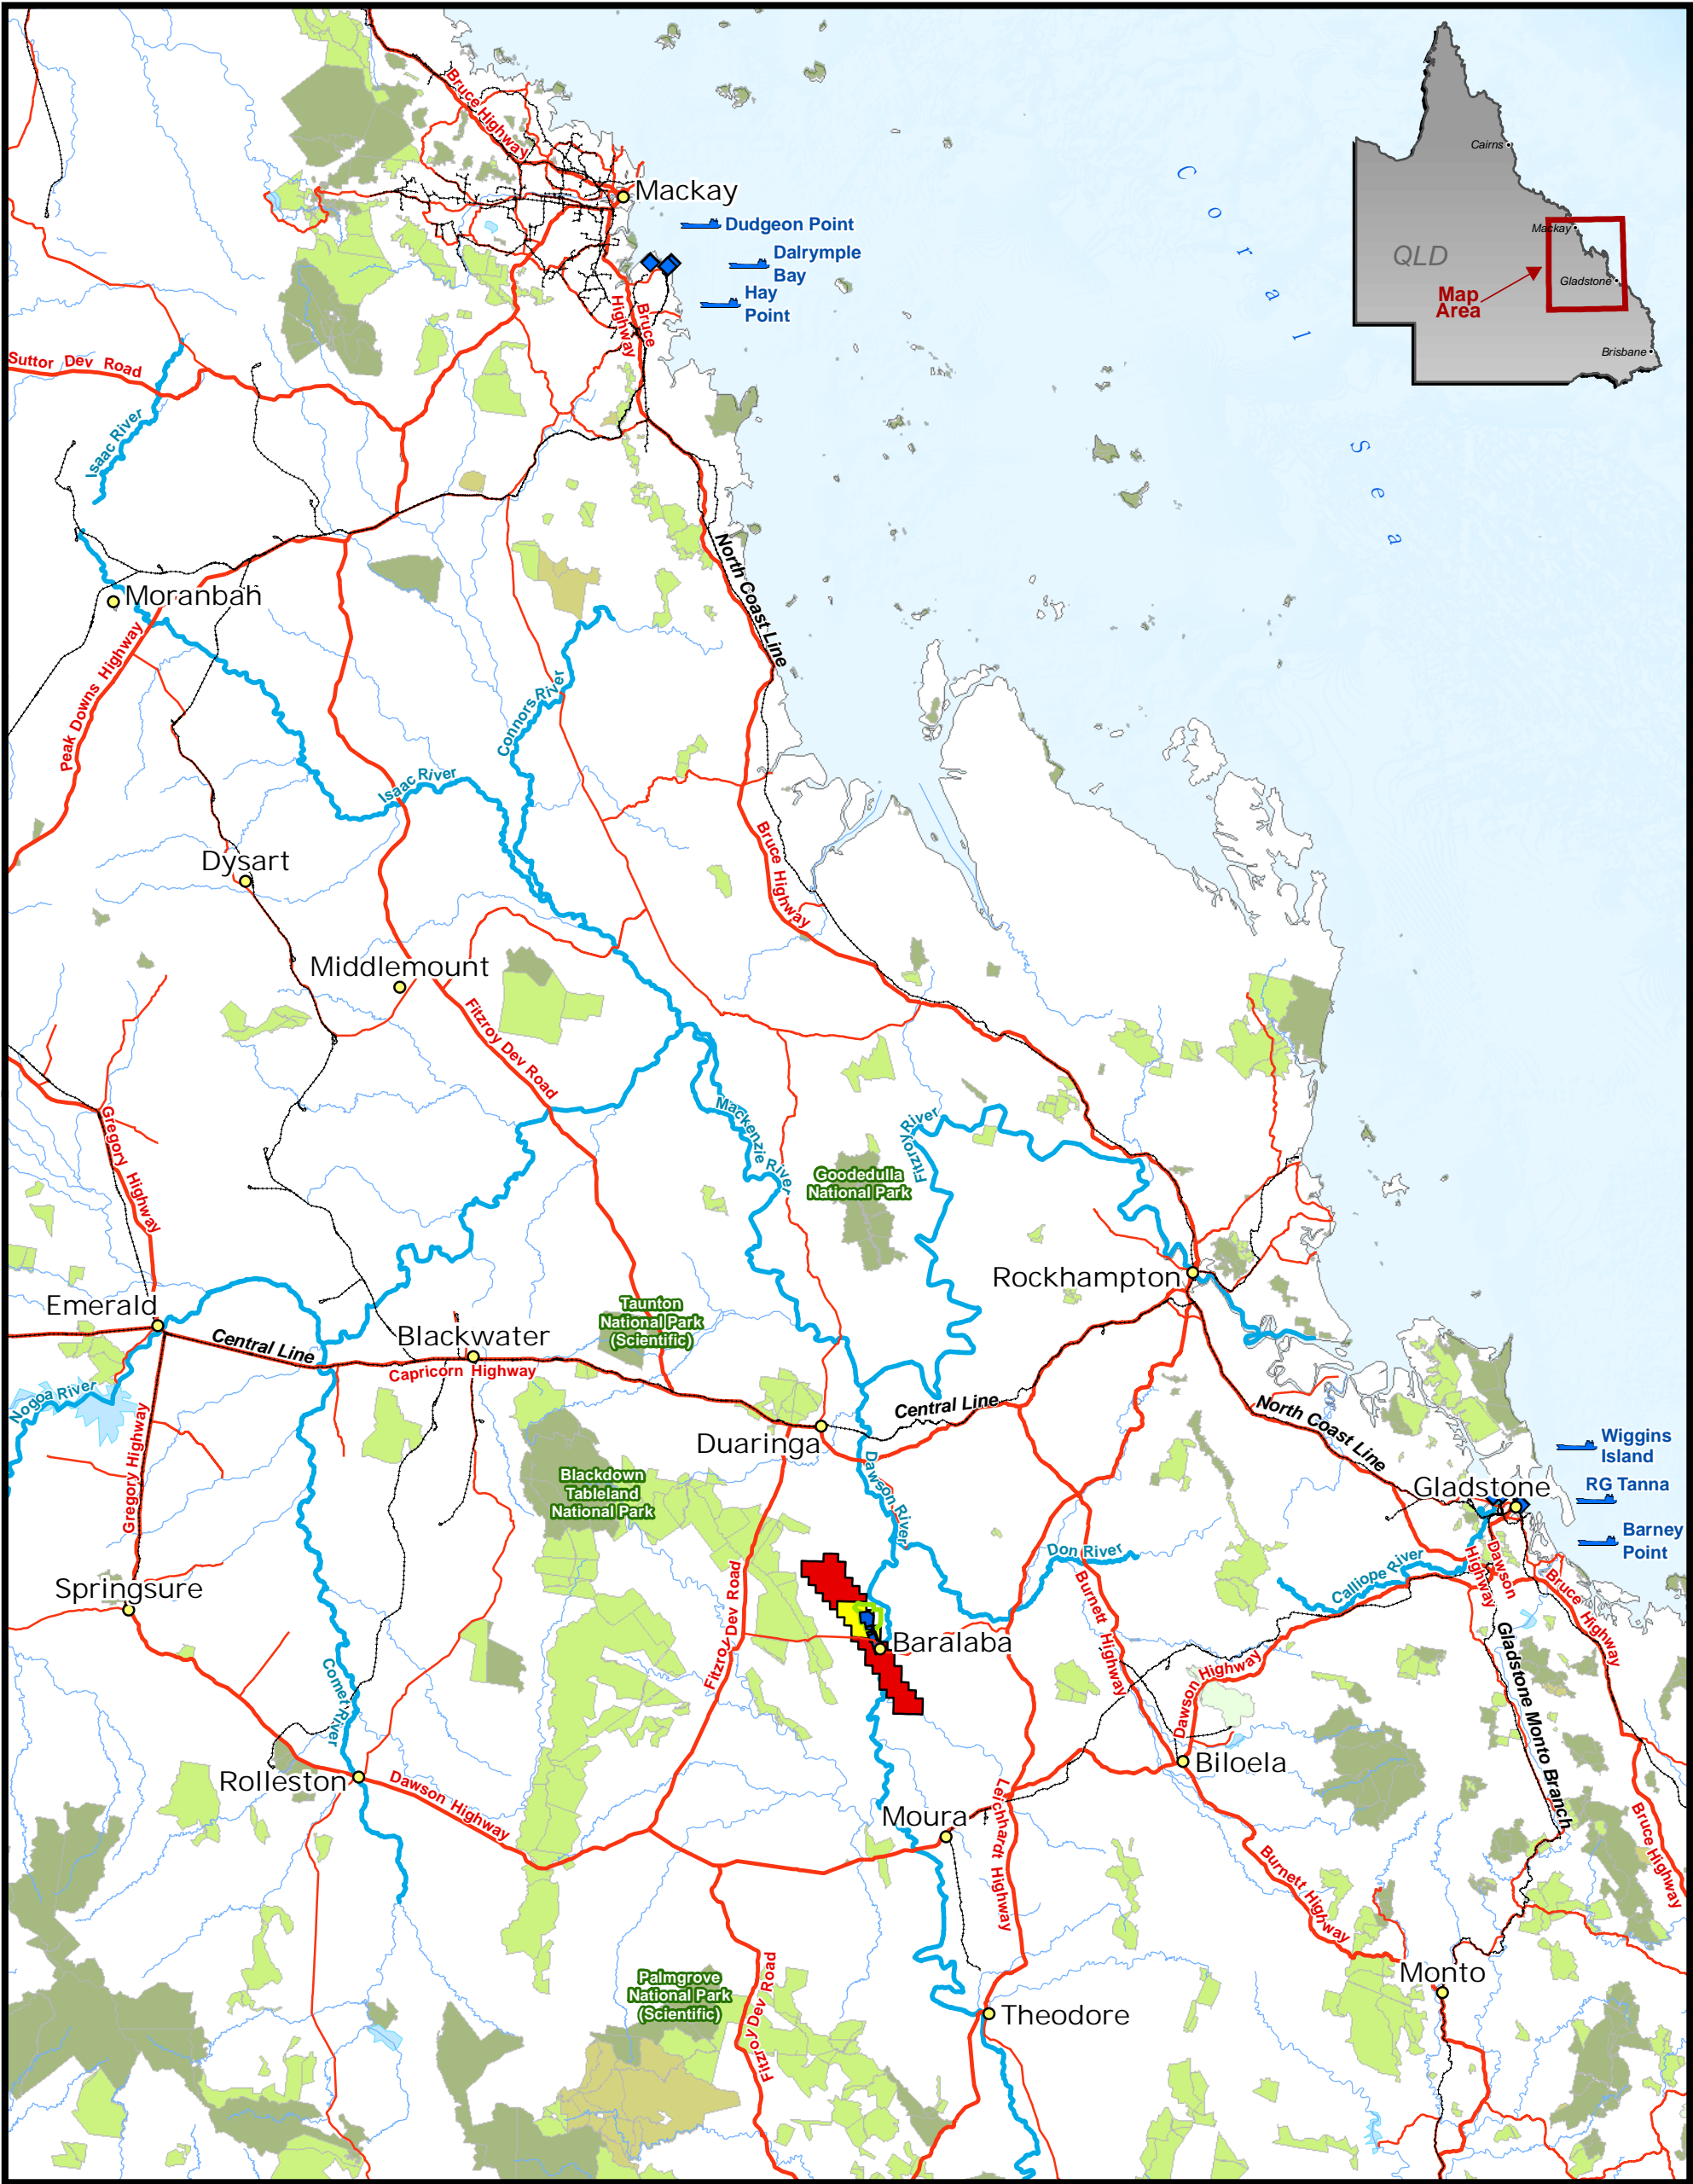 Bruce Highway
Mackay
Dudgeon Point
Dalrymple
Bay
Hay
Point
Bruce
Highway
Coral Sea
Cairns
Mackay
QLD
Gladstone
Map
Area
Brisbane
Suttor Dev Road
Isaac River
North Coast Line
Moranbah
Peak Downs Highway
Connors River
Isaac River
Bruce Highway
Dysart
Middlemount
Fitzroy Dev Road
Gregory Highway
Mackenzie River
Fitzroy River
Goodedulla
National Park
Rockhampton
Emerald
Central Line
Blackwater
Capricorn Highway
Taunton
National Park
(Scientific)
Nogoa River
Gregory Highway
Central Line
Duaringa
North Coast Line
Wiggins
Island
RG Tanna
Gladstone
Barney
Point
Blackdown
Tableland
National Park
Dawson River
Don River
Calliope River
Dawson
Highway
Bruce Highway
Springsure
Fitzroy Dev Road
Baralaba
Burnett Highway
Dawson Highway
Gladstone Monto Branch
Comet River
Rolleston
Dawson Highway
Biloela
Moura
Leichhardt Highway
Burnett Highway
Bruce Highway
Palmgrove
National Park
(Scientific)
Fitzroy Dev Road
Monto
Theodore